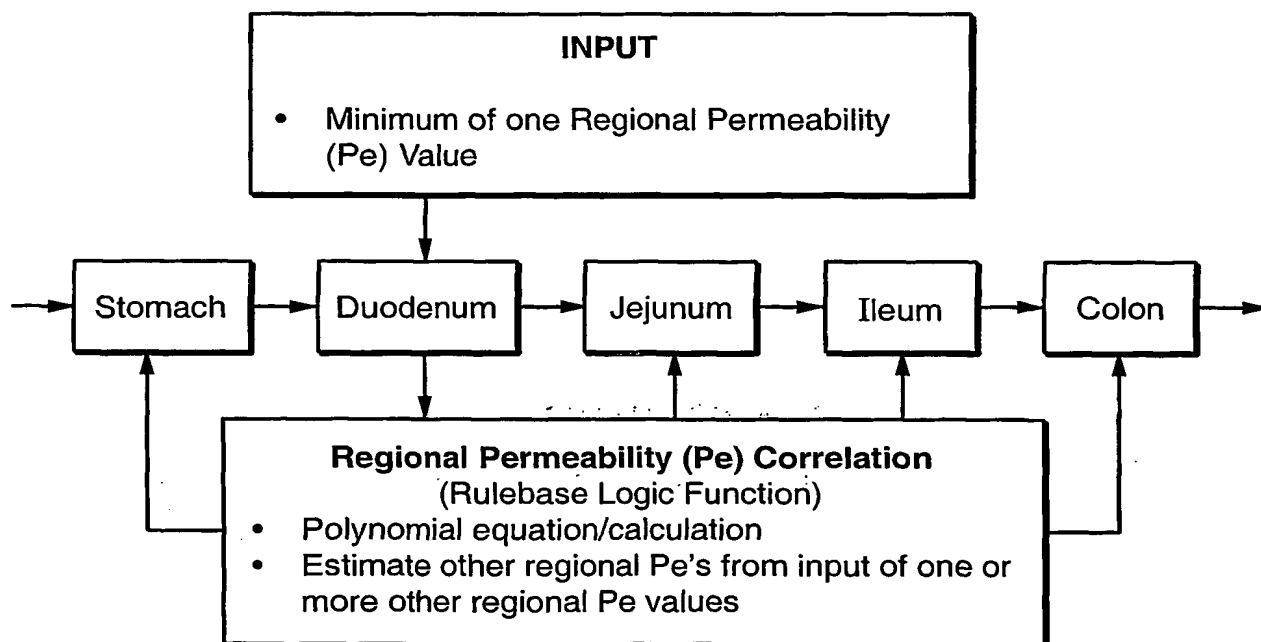 INPUT
• Minimum of one Regional Permeability
(Pe) Value
Stomach
Duodenum
Jejunum
Ileum
Colon
Regional Permeability (Pe) Correlation
(Rulebase Logic Function)
• Polynomial equation/calculation
• Estimate other regional Pe's from input of one or
more other regional Pe values